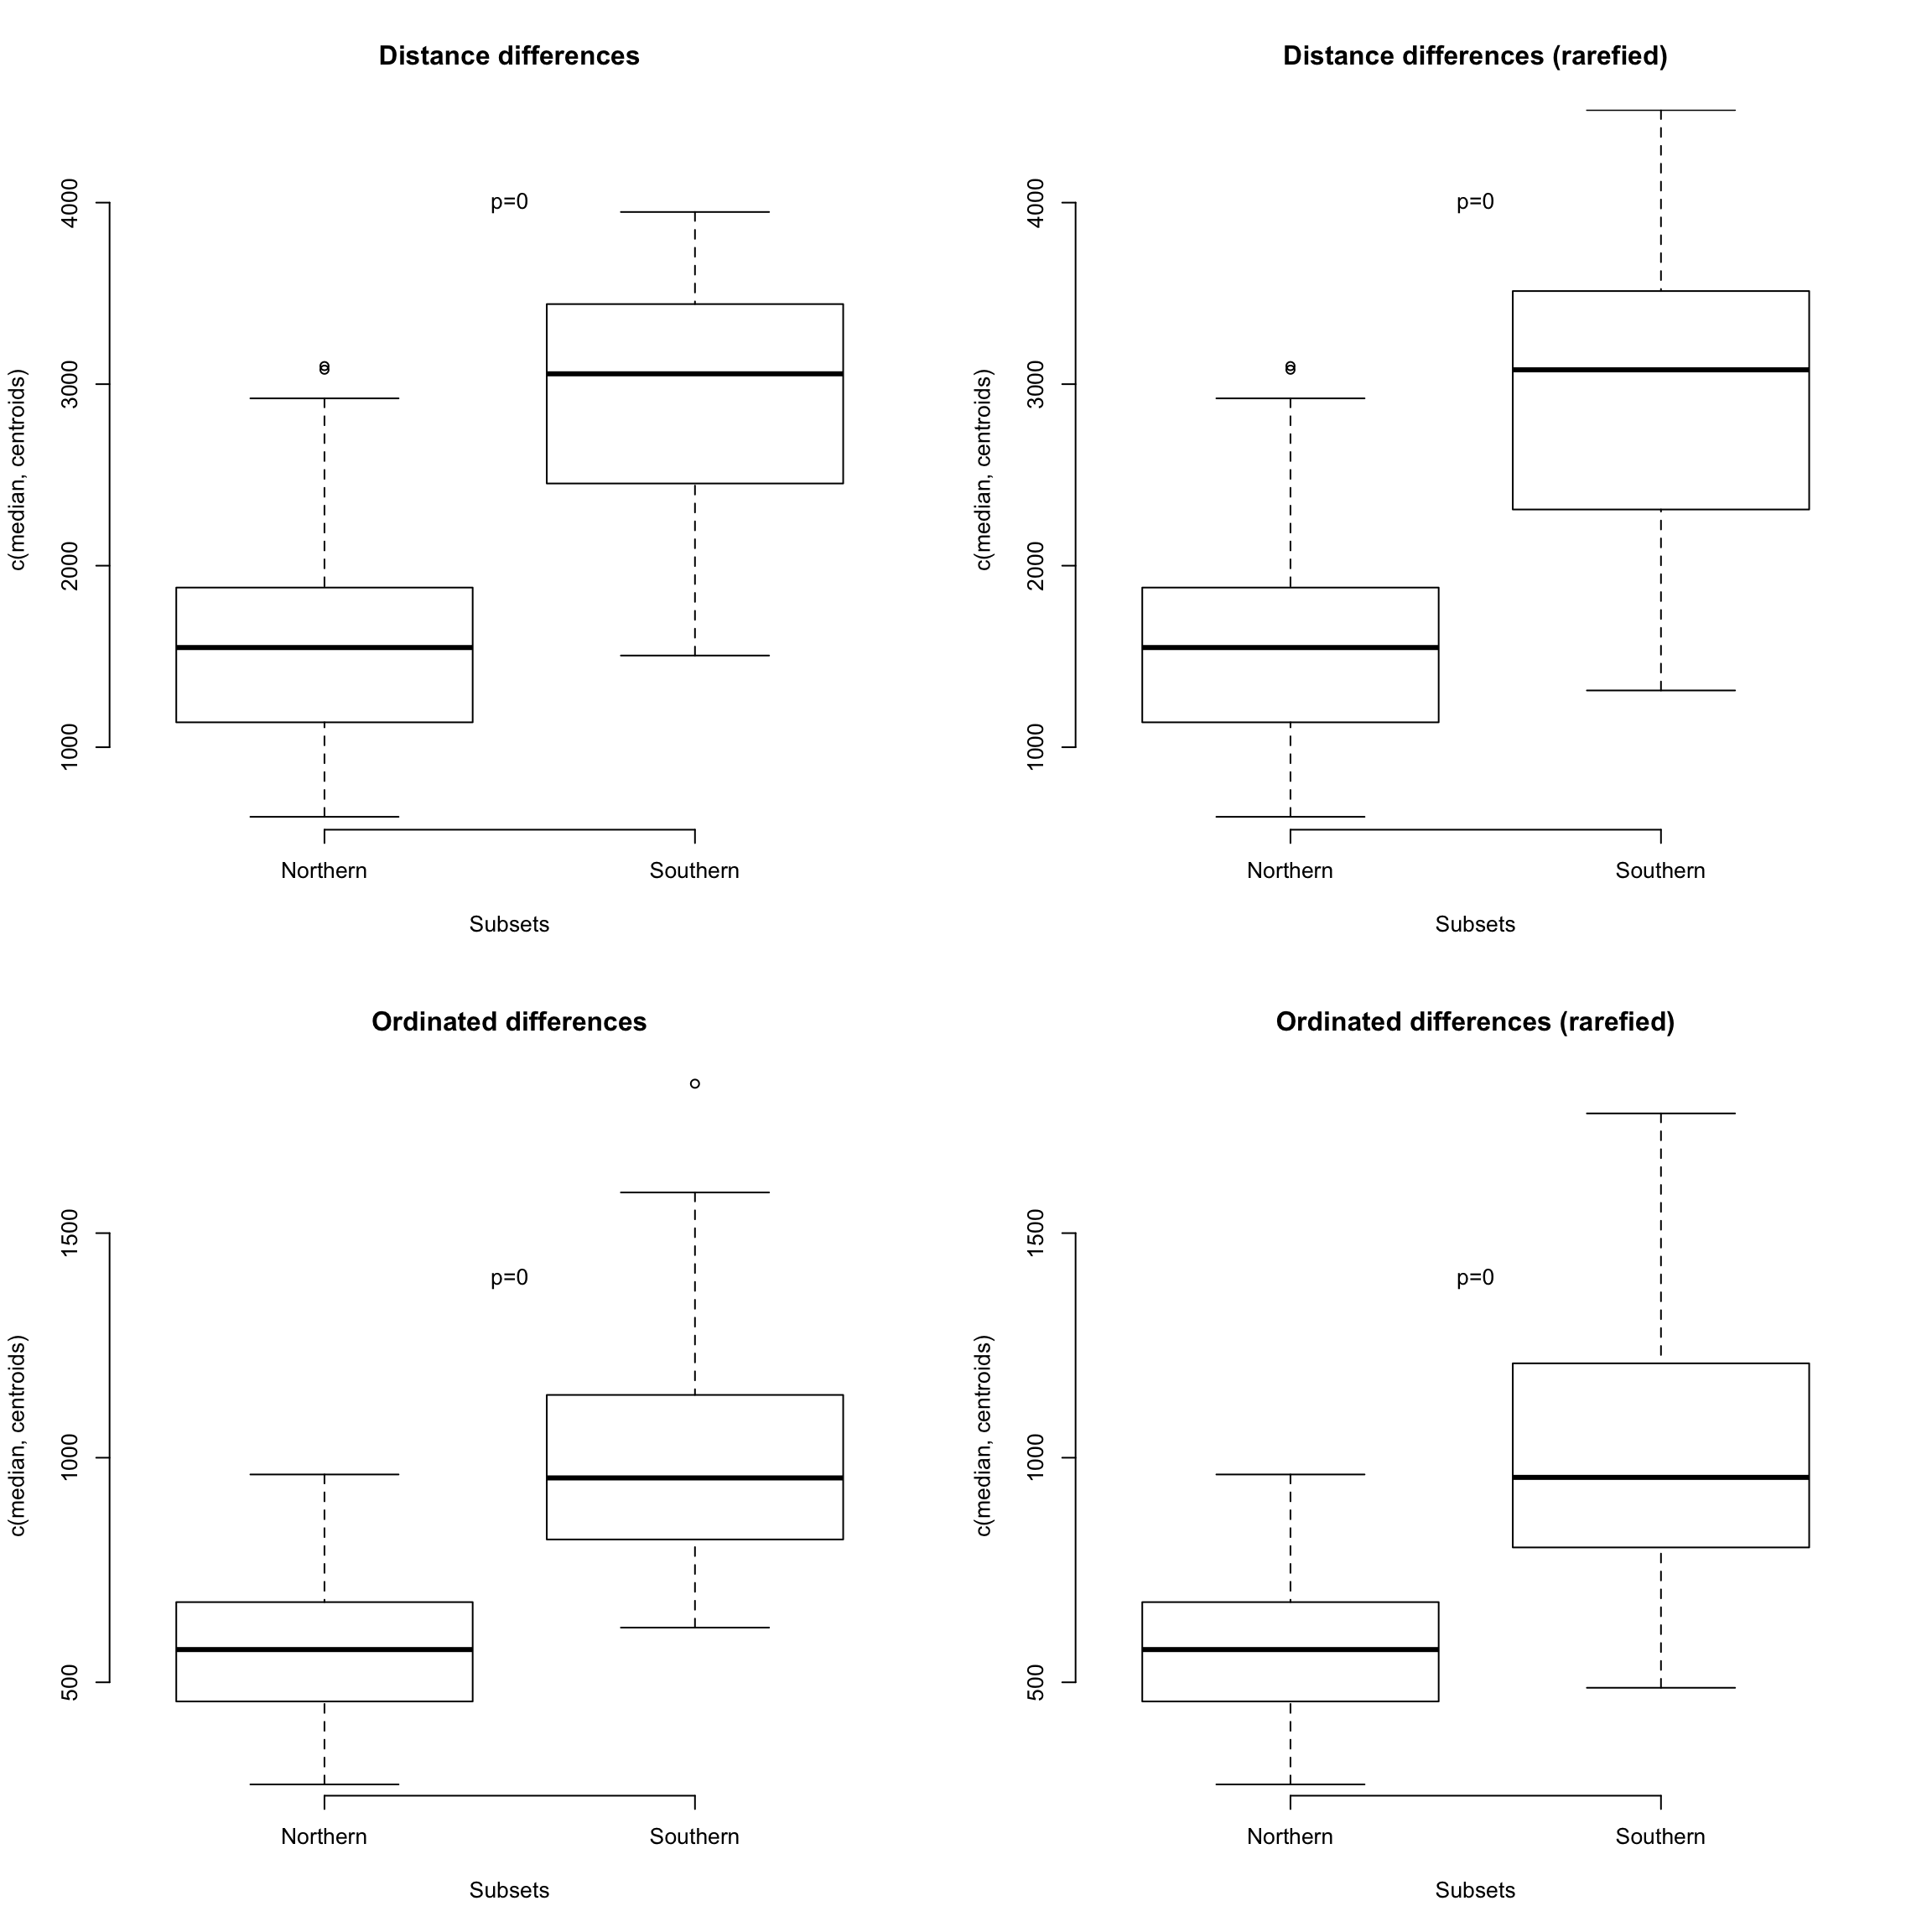 Distance differences
c(median, centroids)
4000
3000
2000
1000
p=0
Northern
Southern
Subsets
Distance differences (rarefied)
c(median, centroids)
4000
3000
2000
1000
p=0
Northern
Southern
Subsets
Ordinated differences
c(median, centroids)
1500
1000
500
p=0
Northern
Southern
Subsets
Ordinated differences (rarefied)
c(median, centroids)
1500
1000
500
p=0
Northern
Southern
Subsets